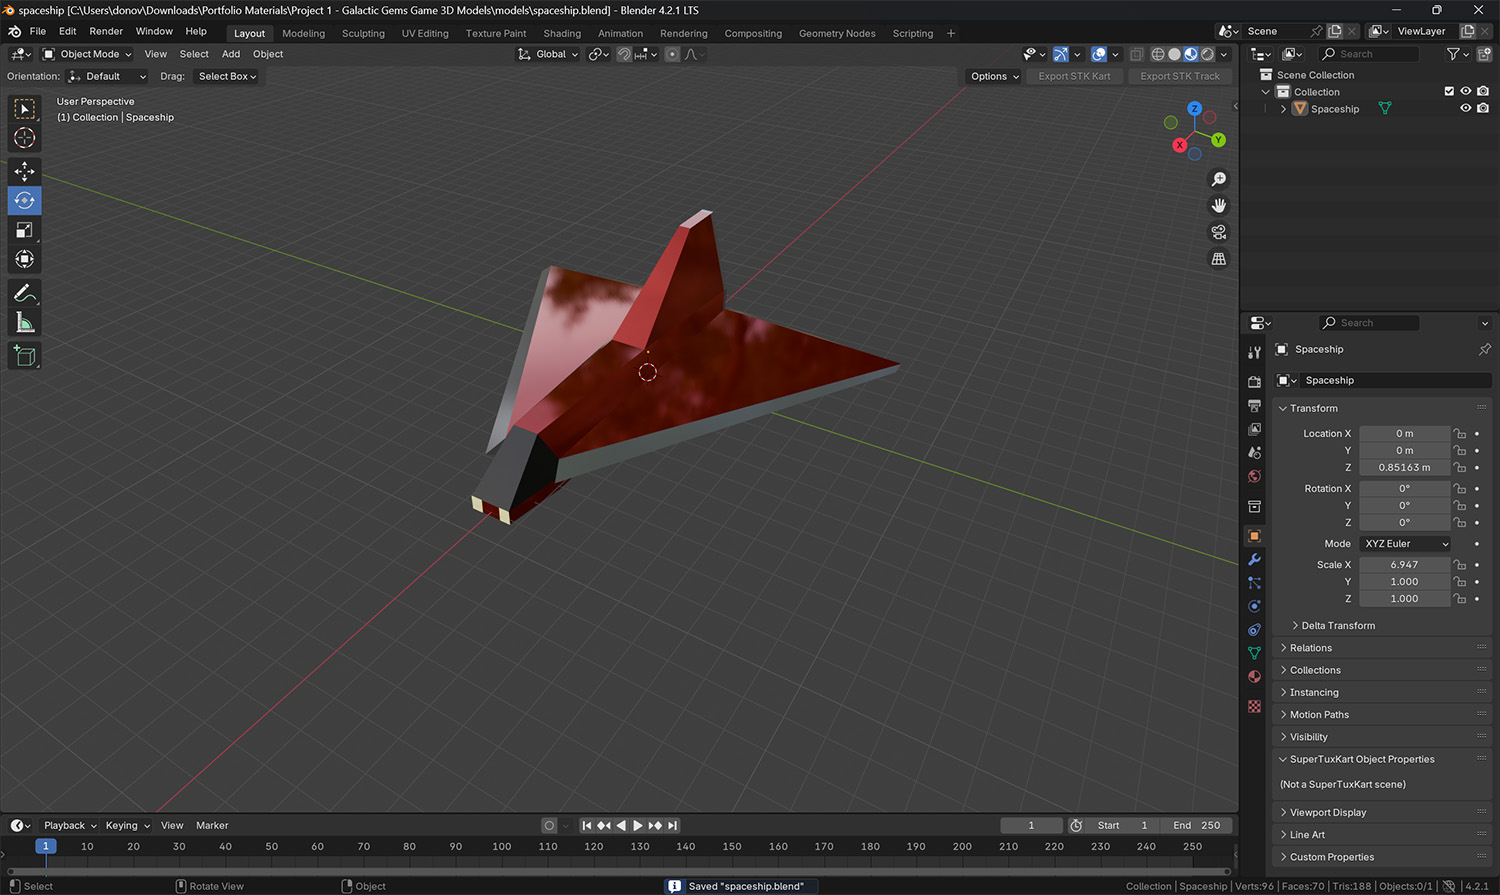 spaceship [C:\Users\donov\Downloads\Portfolio Materials\Project 1 - Galactic Gems Game 3D Models\models\spaceship.blend] - Blender 4.2.1 LTS
File Edit Render Window Help Layout Modeling Sculpting UV Editing Texture Paint Shading Animation Rendering Compositing Geometry Nodes Scripting + Scene ViewLayer
Object Mode View Select Add Object Global Search
Orientation: Default Drag: Select Box Options Export STK Kart Export STK Track
User Perspective
(1) Collection | Spaceship
Z
Y
X
Scene Collection
Collection
Spaceship
Search
Spaceship
Spaceship
Transform
Location X 0 m
Y 0 m
Z 0.85163 m
Rotation X 0°
Y 0°
Z 0°
Mode XYZ Euler
Scale X 6.947
Y 1.000
Z 1.000
Delta Transform
Relations
Collections
Instancing
Motion Paths
Visibility
SuperTuxKart Object Properties
(Not a SuperTuxKart scene)
Viewport Display
Line Art
Custom Properties
Playback Keying View Marker 1 Start 1 End 250
1 10 20 30 40 50 60 70 80 90 100 110 120 130 140 150 160 170 180 190 200 210 220 230 240 250
Select Rotate View Object Saved "spaceship.blend" Collection | Spaceship | Verts:96 | Faces:70 | Tris:188 | Objects:0/1 | 4.2.1